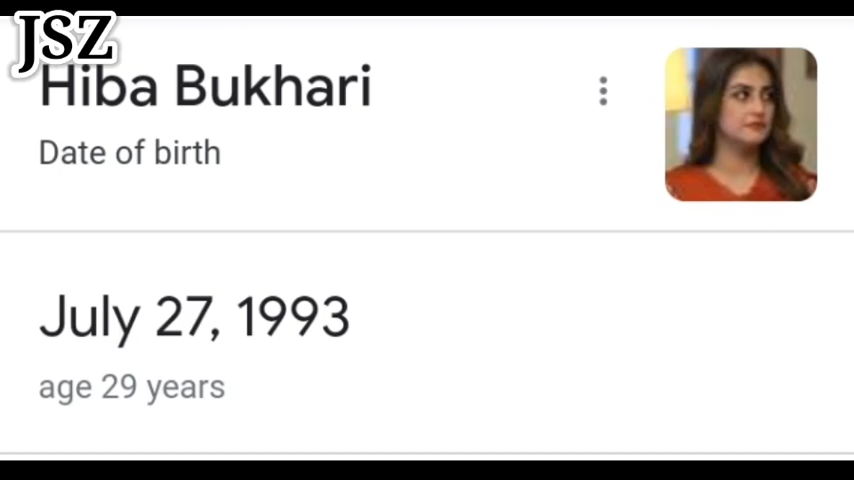 JSZ
Hiba Bukhari
Date of birth
July 27, 1993
age 29 years